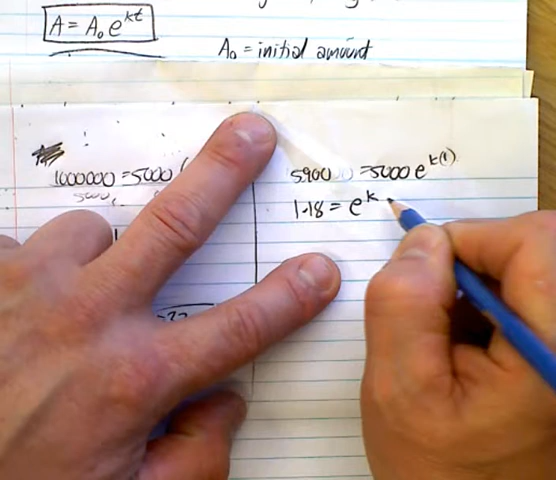 A = A₀e^kt
A₀ = initial amount
1000000 = 5000
5000
5900 = 5000 e^k(1)
1.18 = e^k